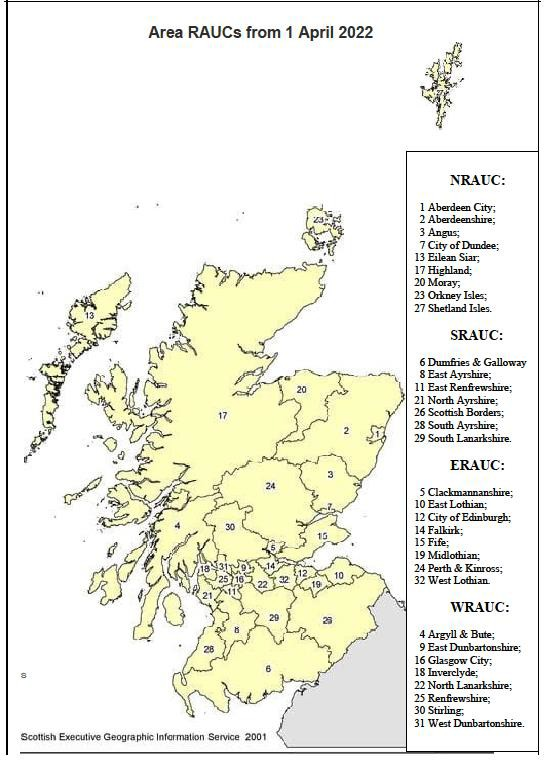 Area RAUCs from 1 April 2022
NRAUC:
1 Aberdeen City;
2 Aberdeenshire;
3 Angus;
7 City of Dundee;
13 Eilean Siar;
17 Highland;
20 Moray;
23 Orkney Isles;
27 Shetland Isles.
SRAUC:
6 Dumfries & Galloway
8 East Ayrshire;
11 East Renfrewshire;
21 North Ayrshire;
26 Scottish Borders;
28 South Ayrshire;
29 South Lanarkshire.
ERAUC:
5 Clackmannanshire;
10 East Lothian;
12 City of Edinburgh;
14 Falkirk;
15 Fife;
19 Midlothian;
24 Perth & Kinross;
32 West Lothian.
WRAUC:
4 Argyll & Bute;
9 East Dunbartonshire;
16 Glasgow City;
18 Inverclyde;
22 North Lanarkshire;
25 Renfrewshire;
30 Stirling;
31 West Dunbartonshire.
23
13
20
17
2
1
3
24
7
4
30
15
5
18 31 9 14 12 10
25 16 22 32 19
21 11
29 26
8
28
6
s
Scottish Executive Geographic Information Service 2001